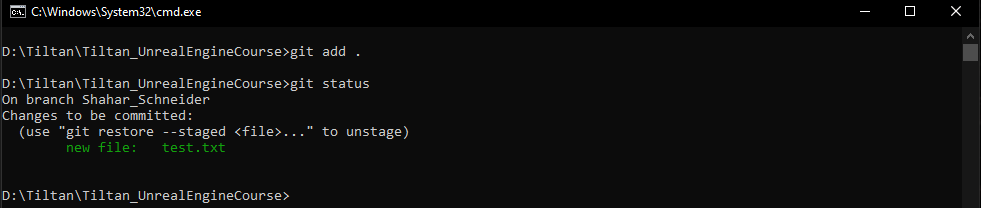 C:\Windows\System32\cmd.exe
D:\Tiltan\Tiltan_UnrealEngineCourse>git add .
D:\Tiltan\Tiltan_UnrealEngineCourse>git status
On branch Shahar_Schneider
Changes to be committed:
  (use "git restore --staged <file>..." to unstage)
        new file:   test.txt
D:\Tiltan\Tiltan_UnrealEngineCourse>